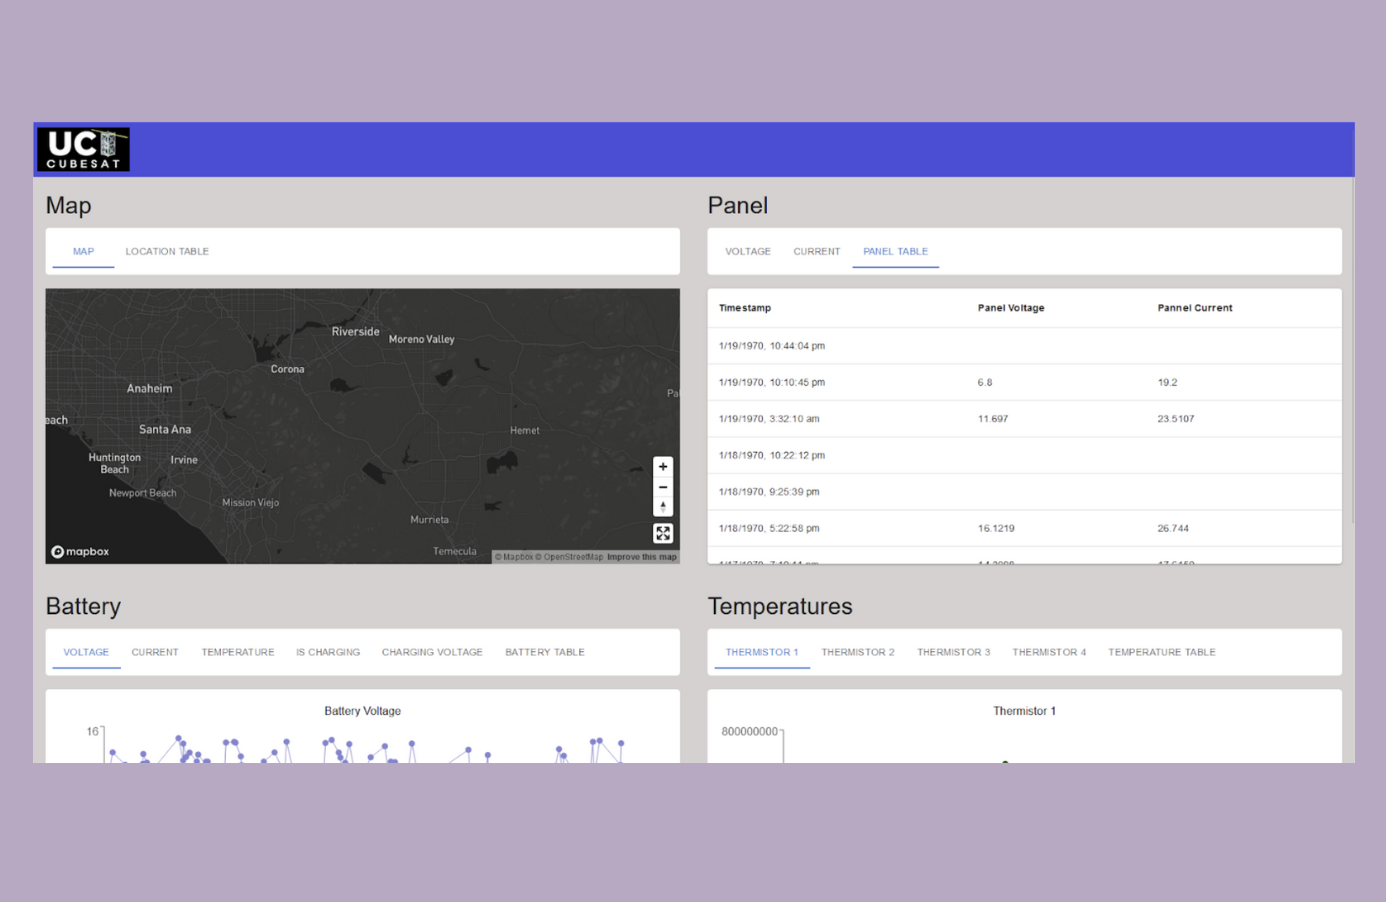 UC
CUBESAT
Map
MAP LOCATION TABLE
Riverside
Moreno Valley
Corona
Anaheim
Pa
each
Santa Ana
Hemet
Huntington
Beach
Irvine
Newport Beach
Mission Viejo
Murrieta
Temecula
mapbox
© Mapbox © OpenStreetMap Improve this map
Panel
VOLTAGE CURRENT PANEL TABLE
Timestamp Panel Voltage Pannel Current
1/19/1970, 10:44:04 pm
1/19/1970, 10:10:45 pm 6.8 19.2
1/19/1970, 3:32:10 am 11.697 23.5107
1/18/1970, 10:22:12 pm
1/18/1970, 9:25:39 pm
1/18/1970, 5:22:58 pm 16.1219 26.744
Battery
VOLTAGE CURRENT TEMPERATURE IS CHARGING CHARGING VOLTAGE BATTERY TABLE
Battery Voltage
16
Temperatures
THERMISTOR 1 THERMISTOR 2 THERMISTOR 3 THERMISTOR 4 TEMPERATURE TABLE
Thermistor 1
800000000